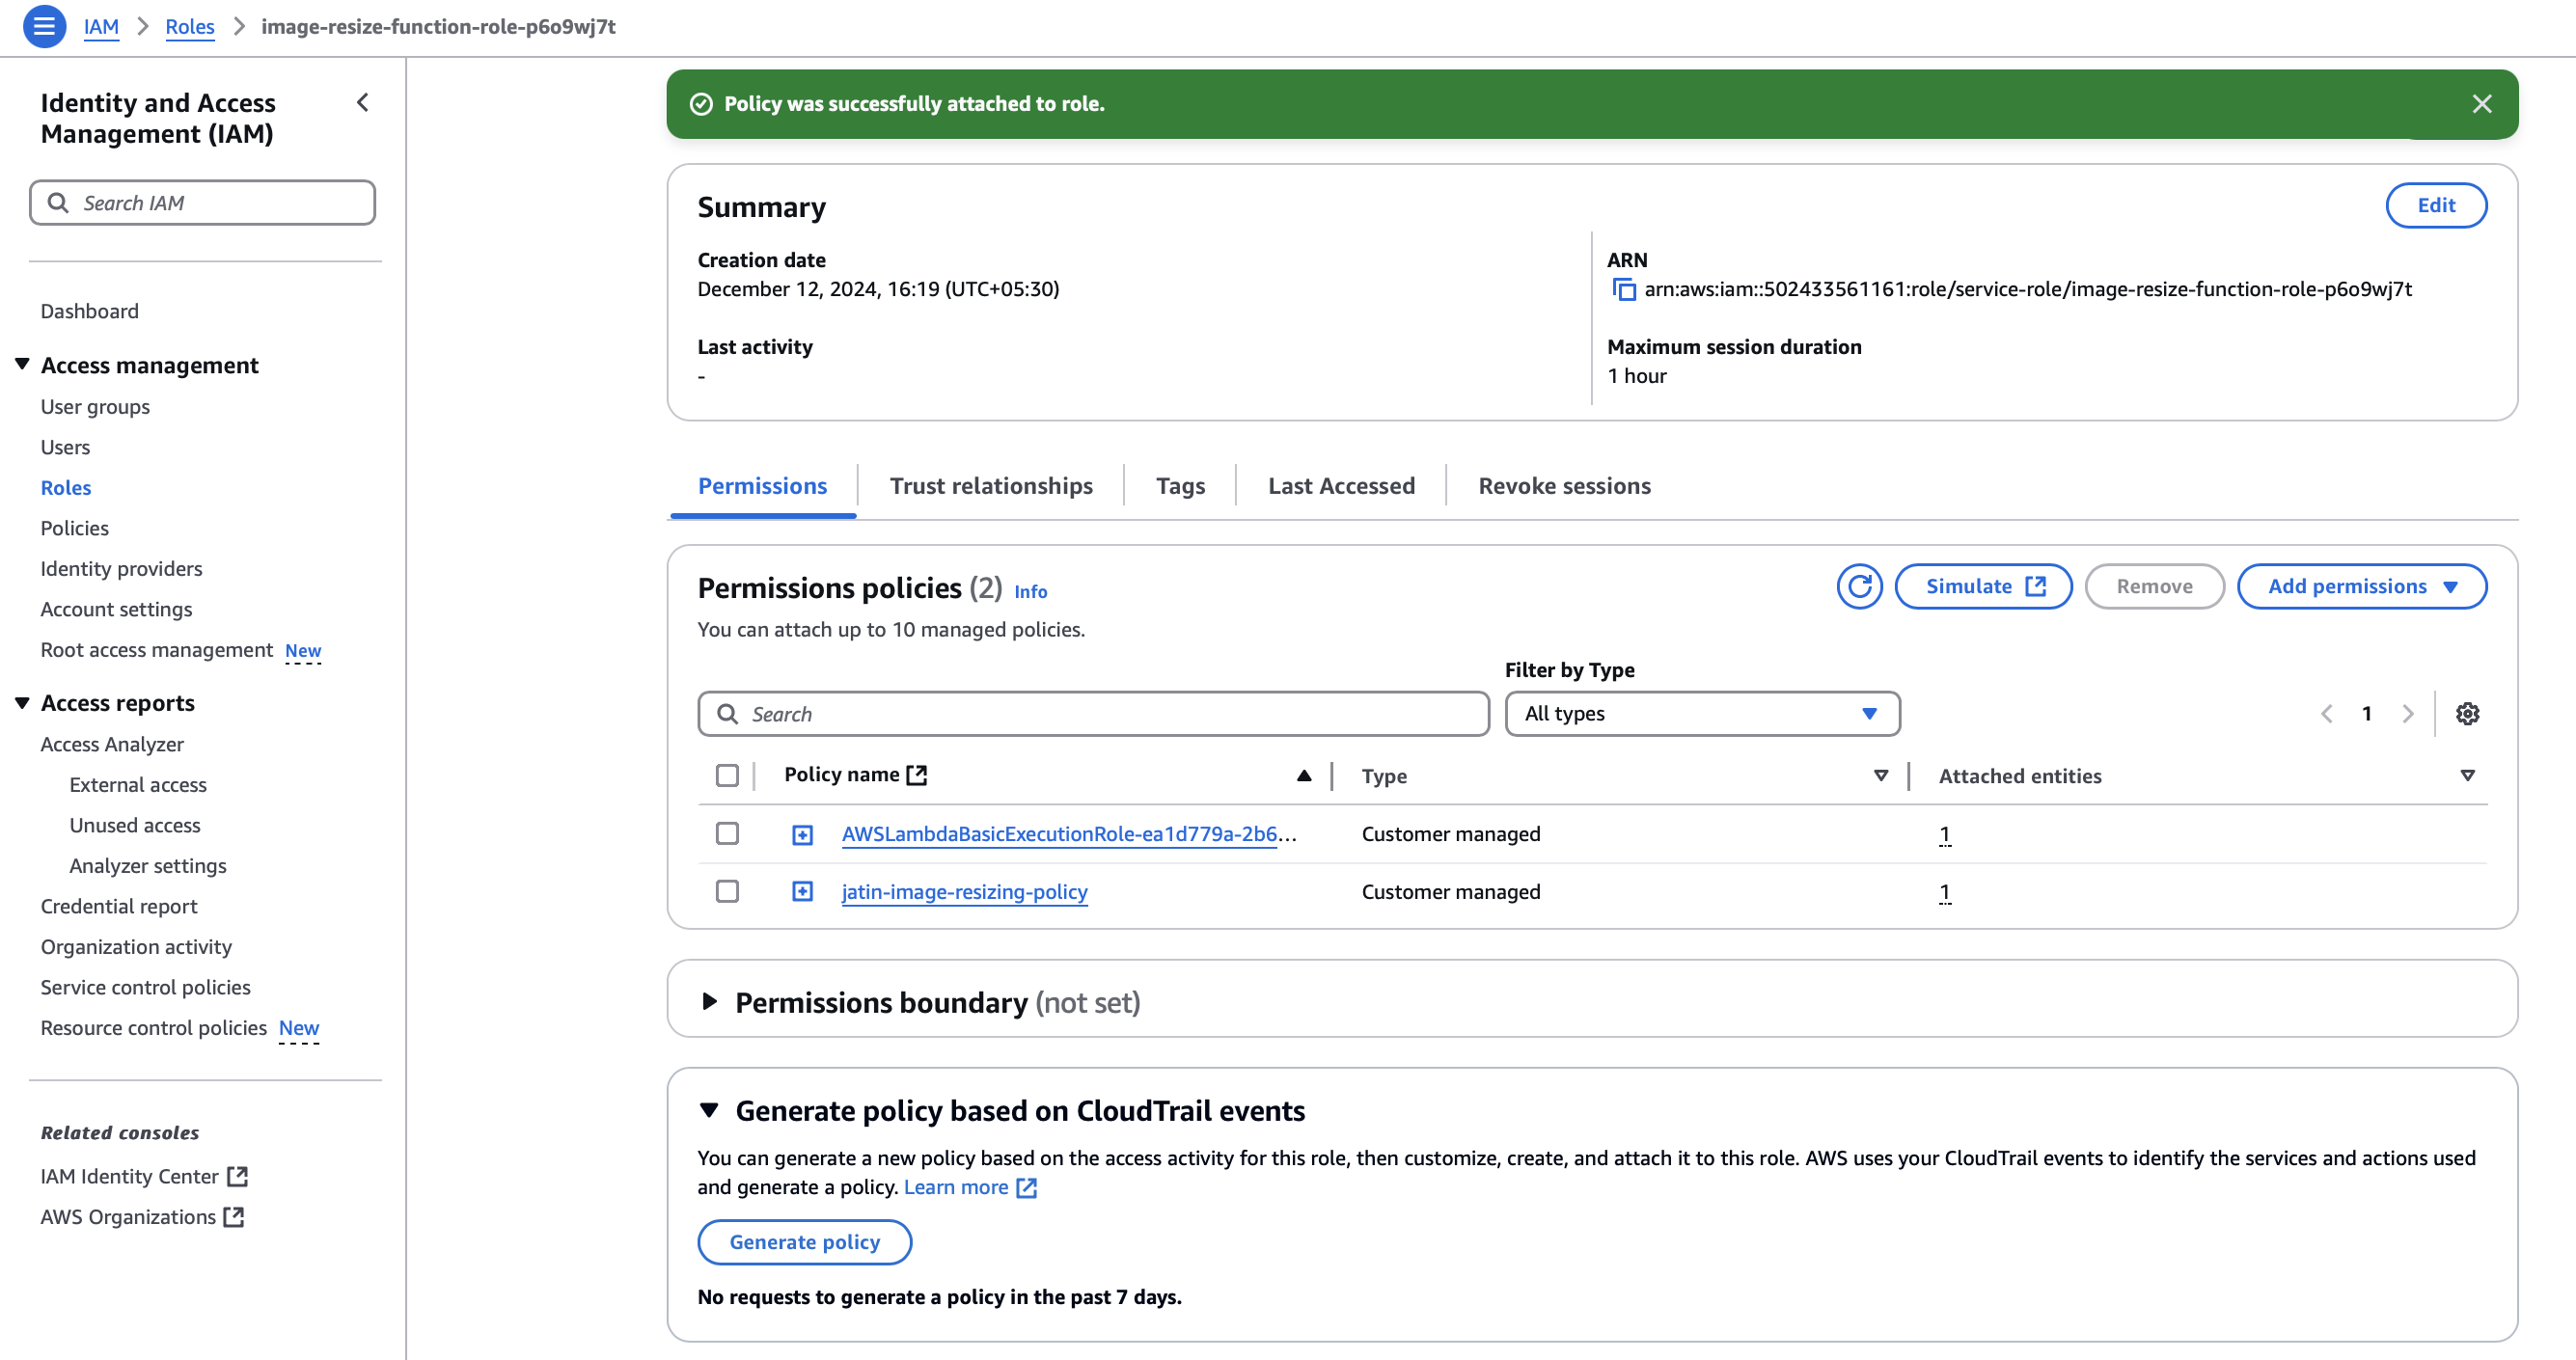 IAM > Roles > image-resize-function-role-p6o9wj7t
Identity and Access
Management (IAM)
Search IAM
Dashboard
Access management
User groups
Users
Roles
Policies
Identity providers
Account settings
Root access management New
Access reports
Access Analyzer
External access
Unused access
Analyzer settings
Credential report
Organization activity
Service control policies
Resource control policies New
Related consoles
IAM Identity Center
AWS Organizations
Policy was successfully attached to role.
Summary
Edit
Creation date
December 12, 2024, 16:19 (UTC+05:30)
Last activity
-
ARN
arn:aws:iam::502433561161:role/service-role/image-resize-function-role-p6o9wj7t
Maximum session duration
1 hour
Permissions Trust relationships Tags Last Accessed Revoke sessions
Permissions policies (2) Info
Simulate Remove Add permissions
You can attach up to 10 managed policies.
Filter by Type
Search All types 1
Policy name Type Attached entities
AWSLambdaBasicExecutionRole-ea1d779a-2b6... Customer managed 1
jatin-image-resizing-policy Customer managed 1
Permissions boundary (not set)
Generate policy based on CloudTrail events
You can generate a new policy based on the access activity for this role, then customize, create, and attach it to this role. AWS uses your CloudTrail events to identify the services and actions used
and generate a policy. Learn more
Generate policy
No requests to generate a policy in the past 7 days.